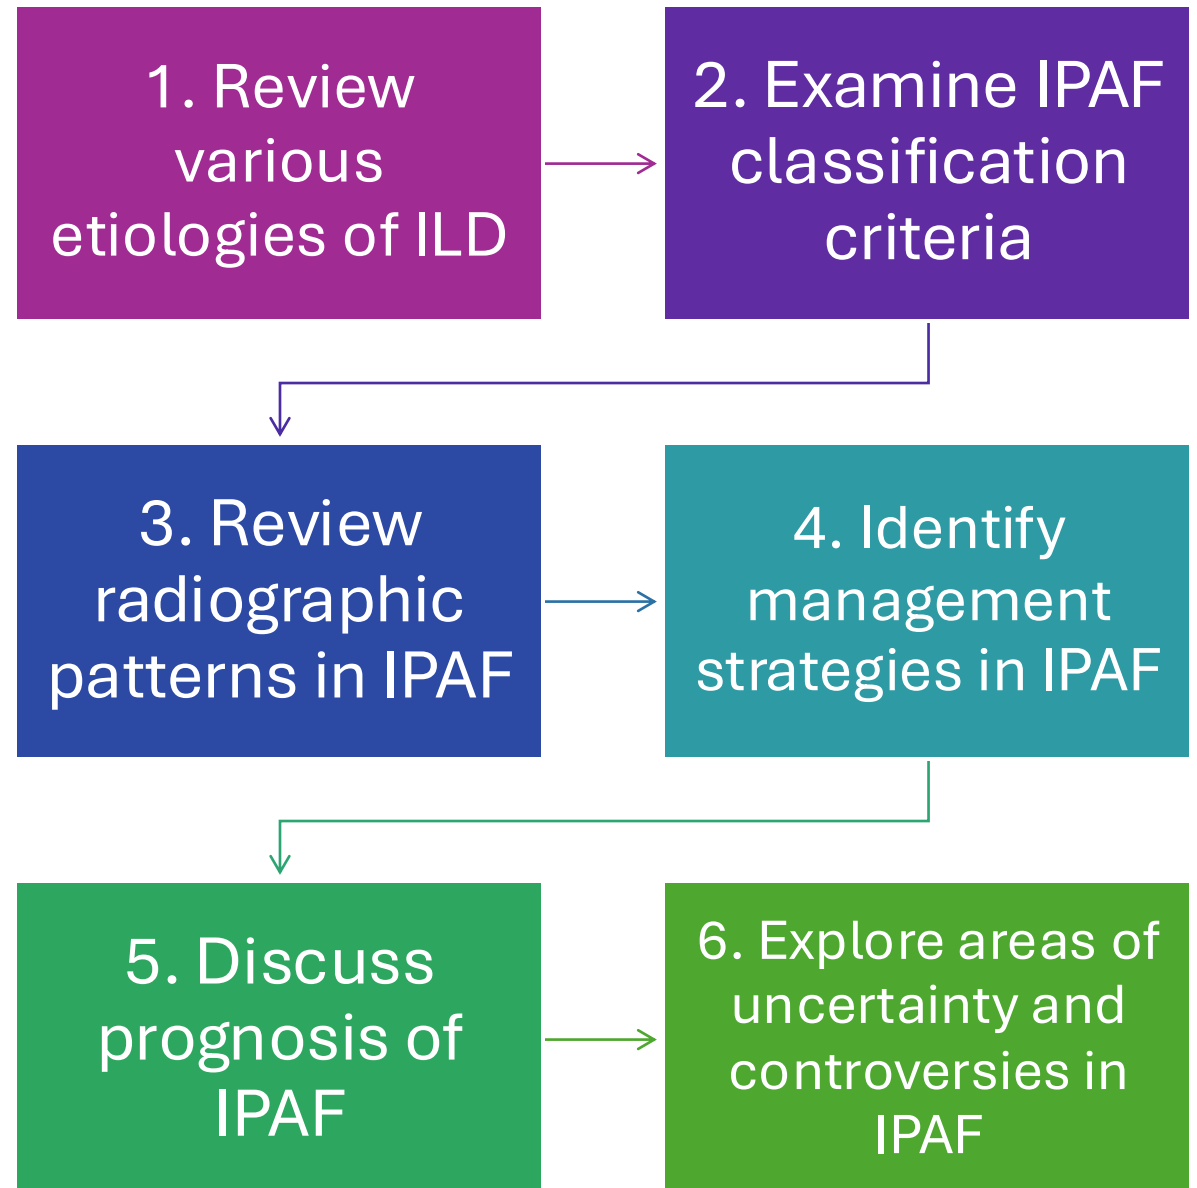 1. Review
various
etiologies of ILD
2. Examine IPAF
classification
criteria
3. Review
radiographic
patterns in IPAF
4. Identify
management
strategies in IPAF
5. Discuss
prognosis of
IPAF
6. Explore areas of
uncertainty and
controversies in
IPAF